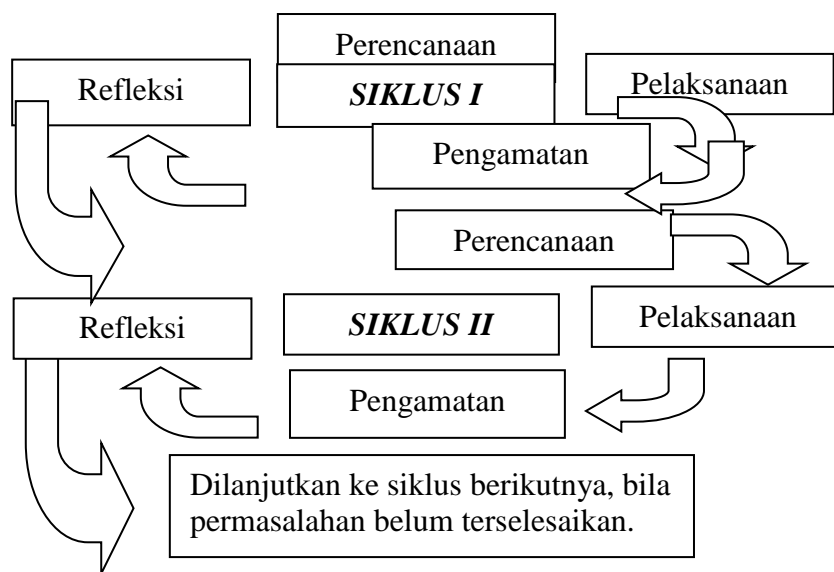 Perencanaan
Refleksi
SIKLUS I
Pelaksanaan
Pengamatan
Perencanaan
Refleksi
SIKLUS II
Pelaksanaan
Pengamatan
Dilanjutkan ke siklus berikutnya, bila
permasalahan belum terselesaikan.